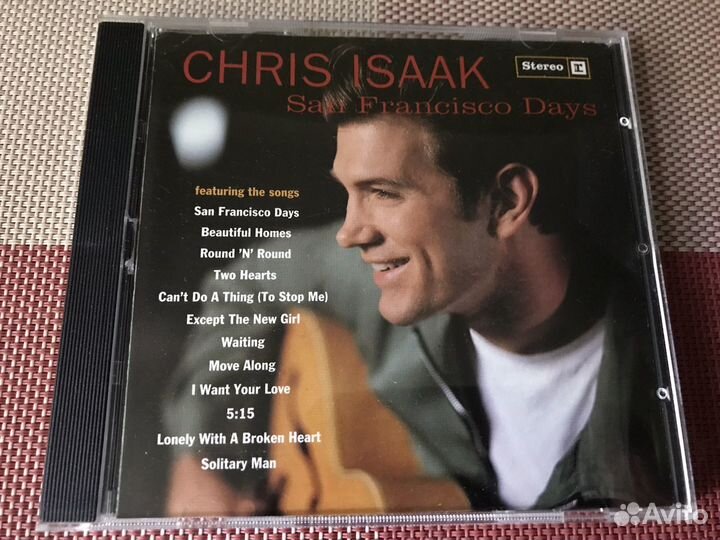 CHRIS ISAAK
Stereo r
San Francisco Days
featuring the songs
San Francisco Days
Beautiful Homes
Round 'N' Round
Two Hearts
Can't Do A Thing (To Stop Me)
Except The New Girl
Waiting
Move Along
I Want Your Love
5:15
Lonely With A Broken Heart
Solitary Man
Avito